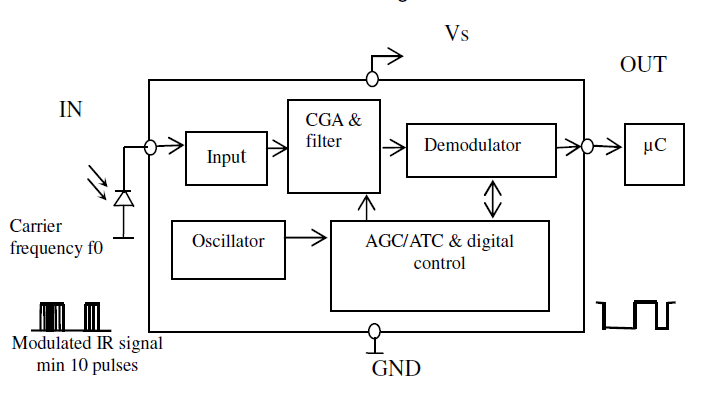 Vs
OUT
IN
CGA &
filter
Input
Demodulator
µC
Carrier
frequency f0
Oscillator
AGC/ATC & digital
control
Modulated IR signal
min 10 pulses
GND